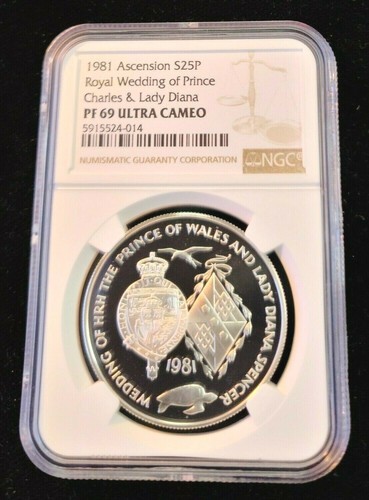 1981 Ascension S25P
Royal Wedding of Prince
Charles & Lady Diana
PF 69 ULTRA CAMEO
5915524-014
NUMISMATIC GUARANTY CORPORATION
NGC
WEDDING OF HRH THE PRINCE OF WALES AND LADY DIANA SPENCER
1981